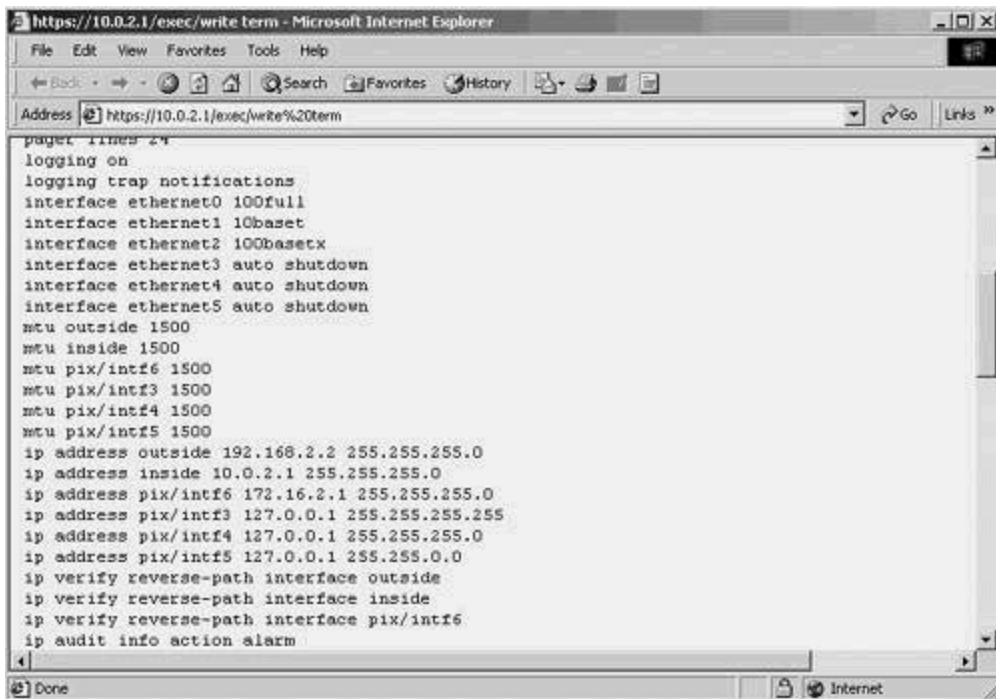 https://10.0.2.1/exec/write term - Microsoft Internet Explorer
File Edit View Favorites Tools Help
Back Search Favorites History
Address https://10.0.2.1/exec/write%20term Go Links »
pager lines 24
logging on
logging trap notifications
interface ethernet0 100full
interface ethernet1 10baset
interface ethernet2 100basetx
interface ethernet3 auto shutdown
interface ethernet4 auto shutdown
interface ethernet5 auto shutdown
mtu outside 1500
mtu inside 1500
mtu pix/intf6 1500
mtu pix/intf3 1500
mtu pix/intf4 1500
mtu pix/intf5 1500
ip address outside 192.168.2.2 255.255.255.0
ip address inside 10.0.2.1 255.255.255.0
ip address pix/intf6 172.16.2.1 255.255.255.0
ip address pix/intf3 127.0.0.1 255.255.255.255
ip address pix/intf4 127.0.0.1 255.255.255.0
ip address pix/intf5 127.0.0.1 255.255.0.0
ip verify reverse-path interface outside
ip verify reverse-path interface inside
ip verify reverse-path interface pix/intf6
ip audit info action alarm
Done Internet